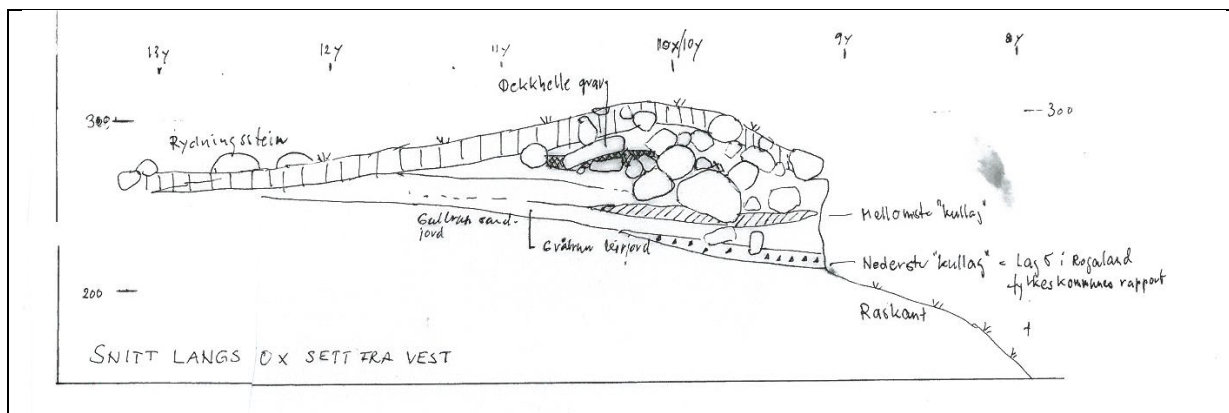 13y 12y 11y 10x/10y 9y 8y
Dekkhelle grav
300 300
Rydningsstein
Mellomste "kullag"
Gulbrun sand-
jord
Gråbrun leirjord
Nederste "kullag" = Lag 5 i Rogaland
fylkeskommunes rapport
200
Raskant
SNITT LANGS 0X SETT FRA VEST